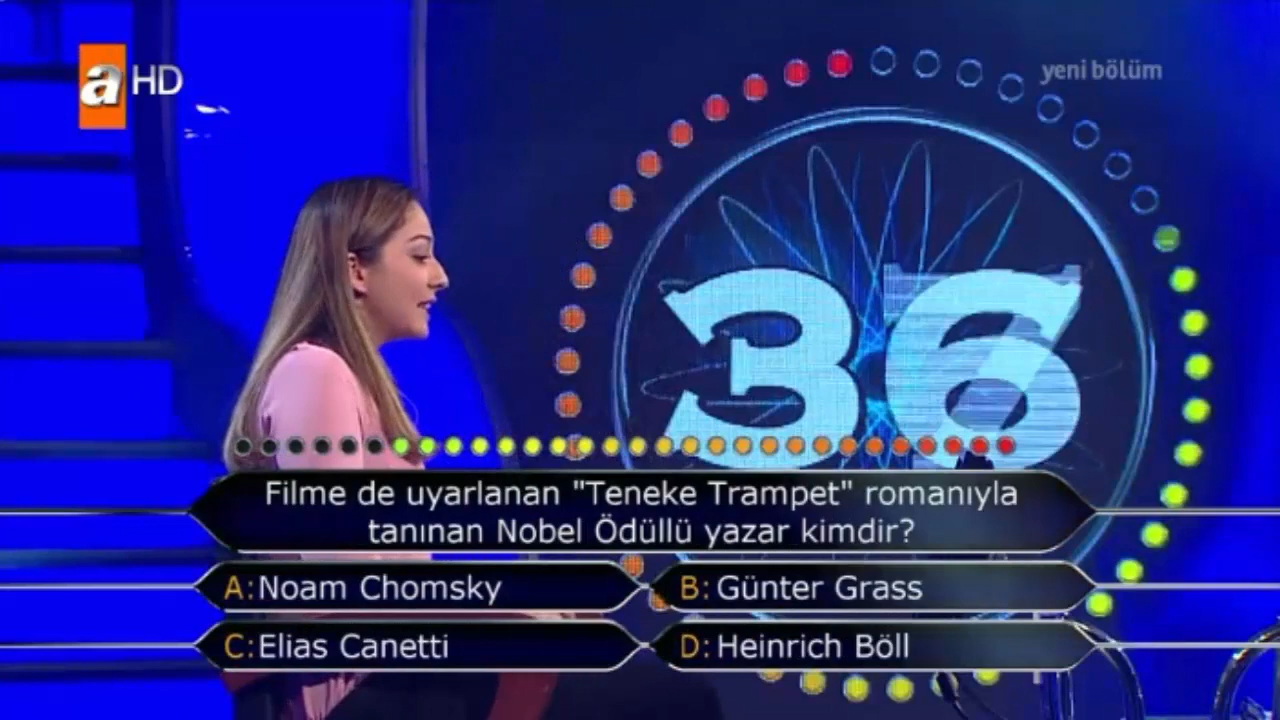 a HD
yeni bölüm
36
Filme de uyarlanan "Teneke Trampet" romanıyla
tanınan Nobel Ödüllü yazar kimdir?
A: Noam Chomsky
B: Günter Grass
C: Elias Canetti
D: Heinrich Böll